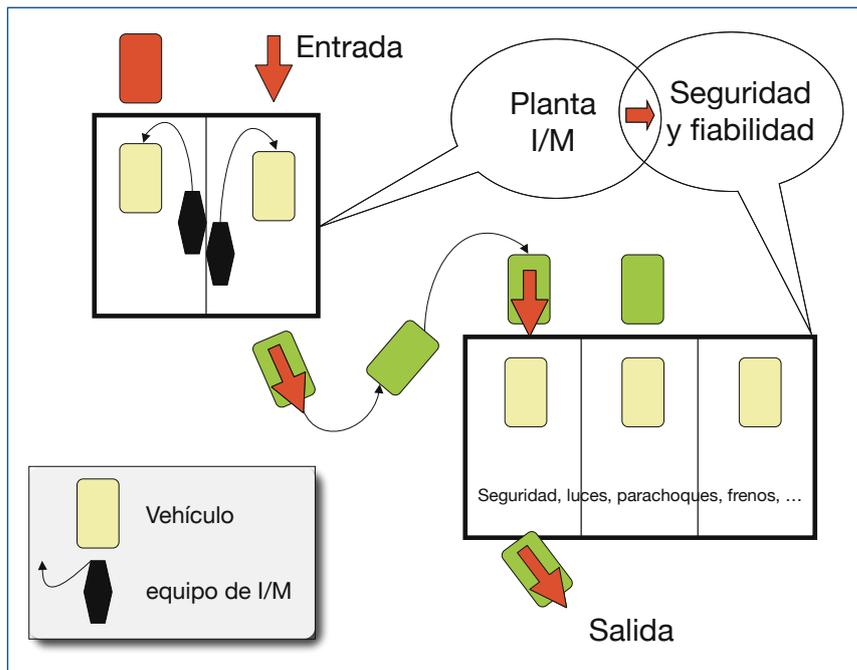 Entrada
Planta
I/M
Seguridad
y fiabilidad
Seguridad, luces, parachoques, frenos, …
Vehículo
equipo de I/M
Salida